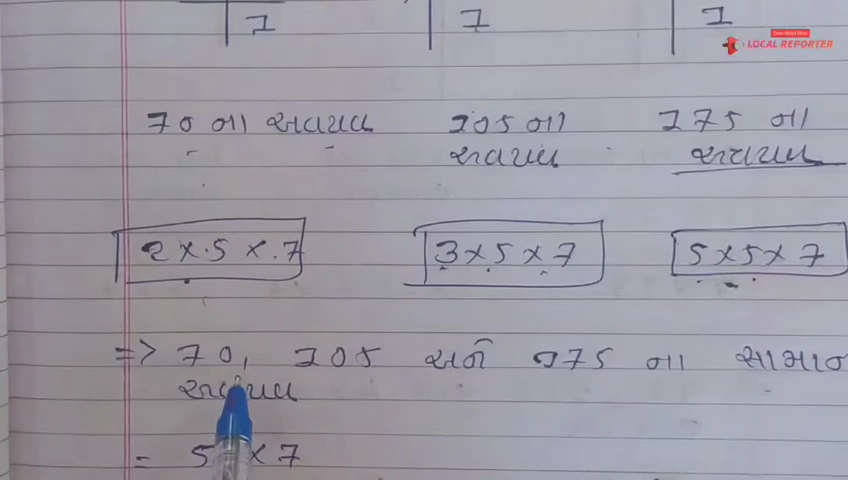 1 7 1
LOCAL REPORTER
70 ના અવયવ 105 ના 175 ના
અવયવ અવયવ
2 × 5 × 7 3 × 5 × 7 5 × 5 × 7
=> 70, 105 અને 175 ના સામાન
અવયવ
= 5 × 7